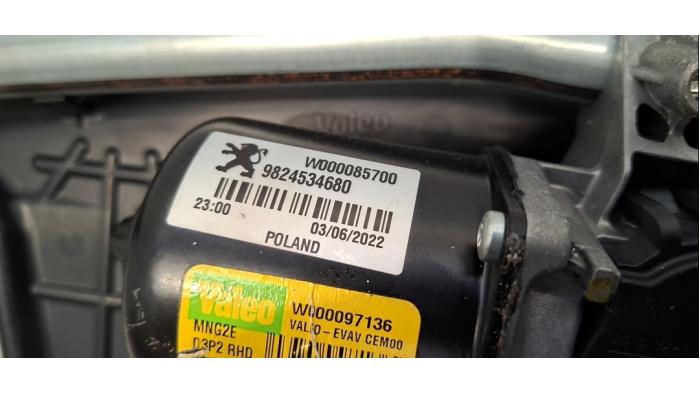 Valeo
W000085700
9824534680
23:00
03/06/2022
POLAND
Valeo
W000097136
MNG2E
VALEO-EVAV CEM00
D3P2 RHD